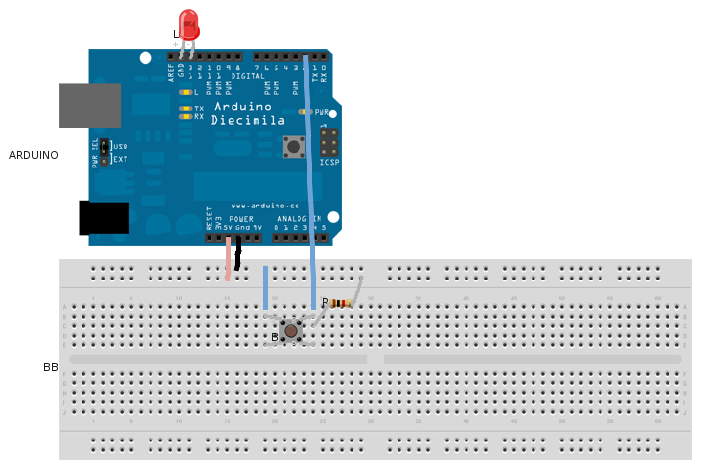 L
+ -
AREF
GND
13 12 11 10 9 8
7 6 5 4 3 2
TX 1
RX 0
DIGITAL
PWM PWM PWM
PWM PWM PWM
L
TX
RX
Arduino
Diecimila
PWR
1
ICSP
ARDUINO
PWR SEL
USB
EXT
www.arduino.cc
RESET
3V3
5V Gnd 9V
POWER
ANALOG IN
0 1 2 3 4 5
R
B
BB
A
B
C
D
E
F
G
H
I
J